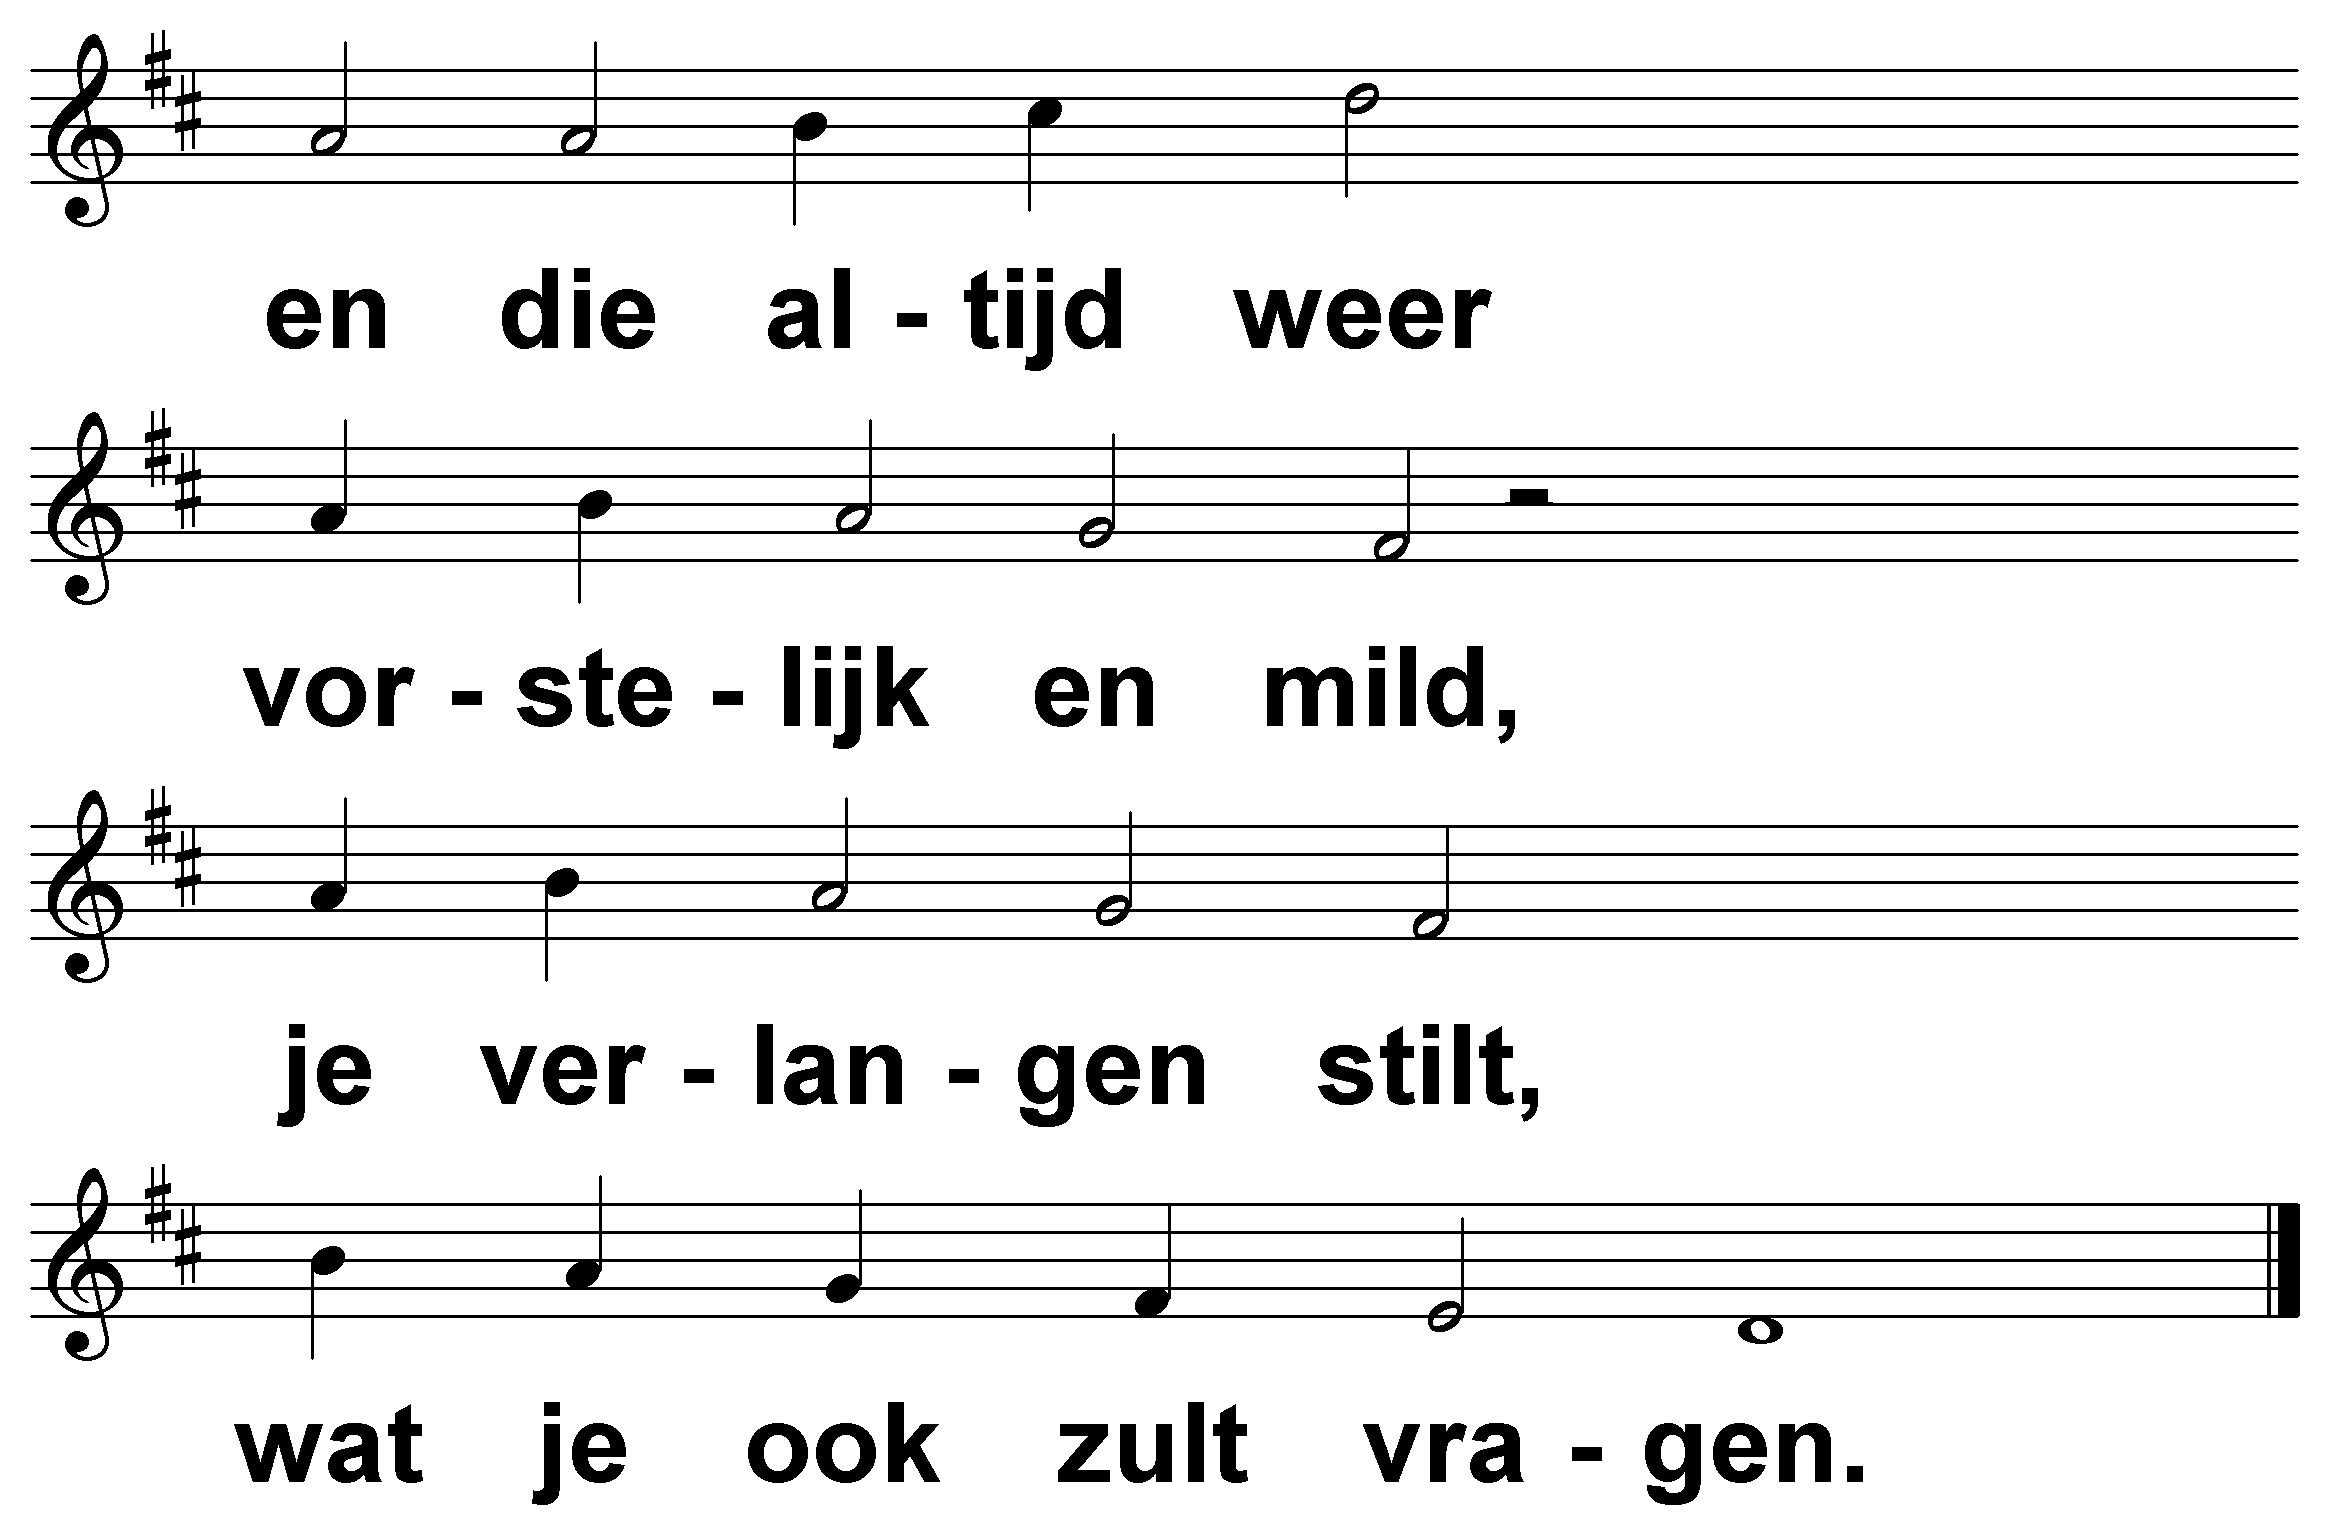 en die al - tijd weer
vor - ste - lijk en mild,
je ver - lan - gen stilt,
wat je ook zult vra - gen.